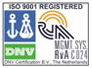 ISO 9001 REGISTERED
DNV
MGMT. SYS.
RvA C 024
DNV Certification B.V., The Netherlands